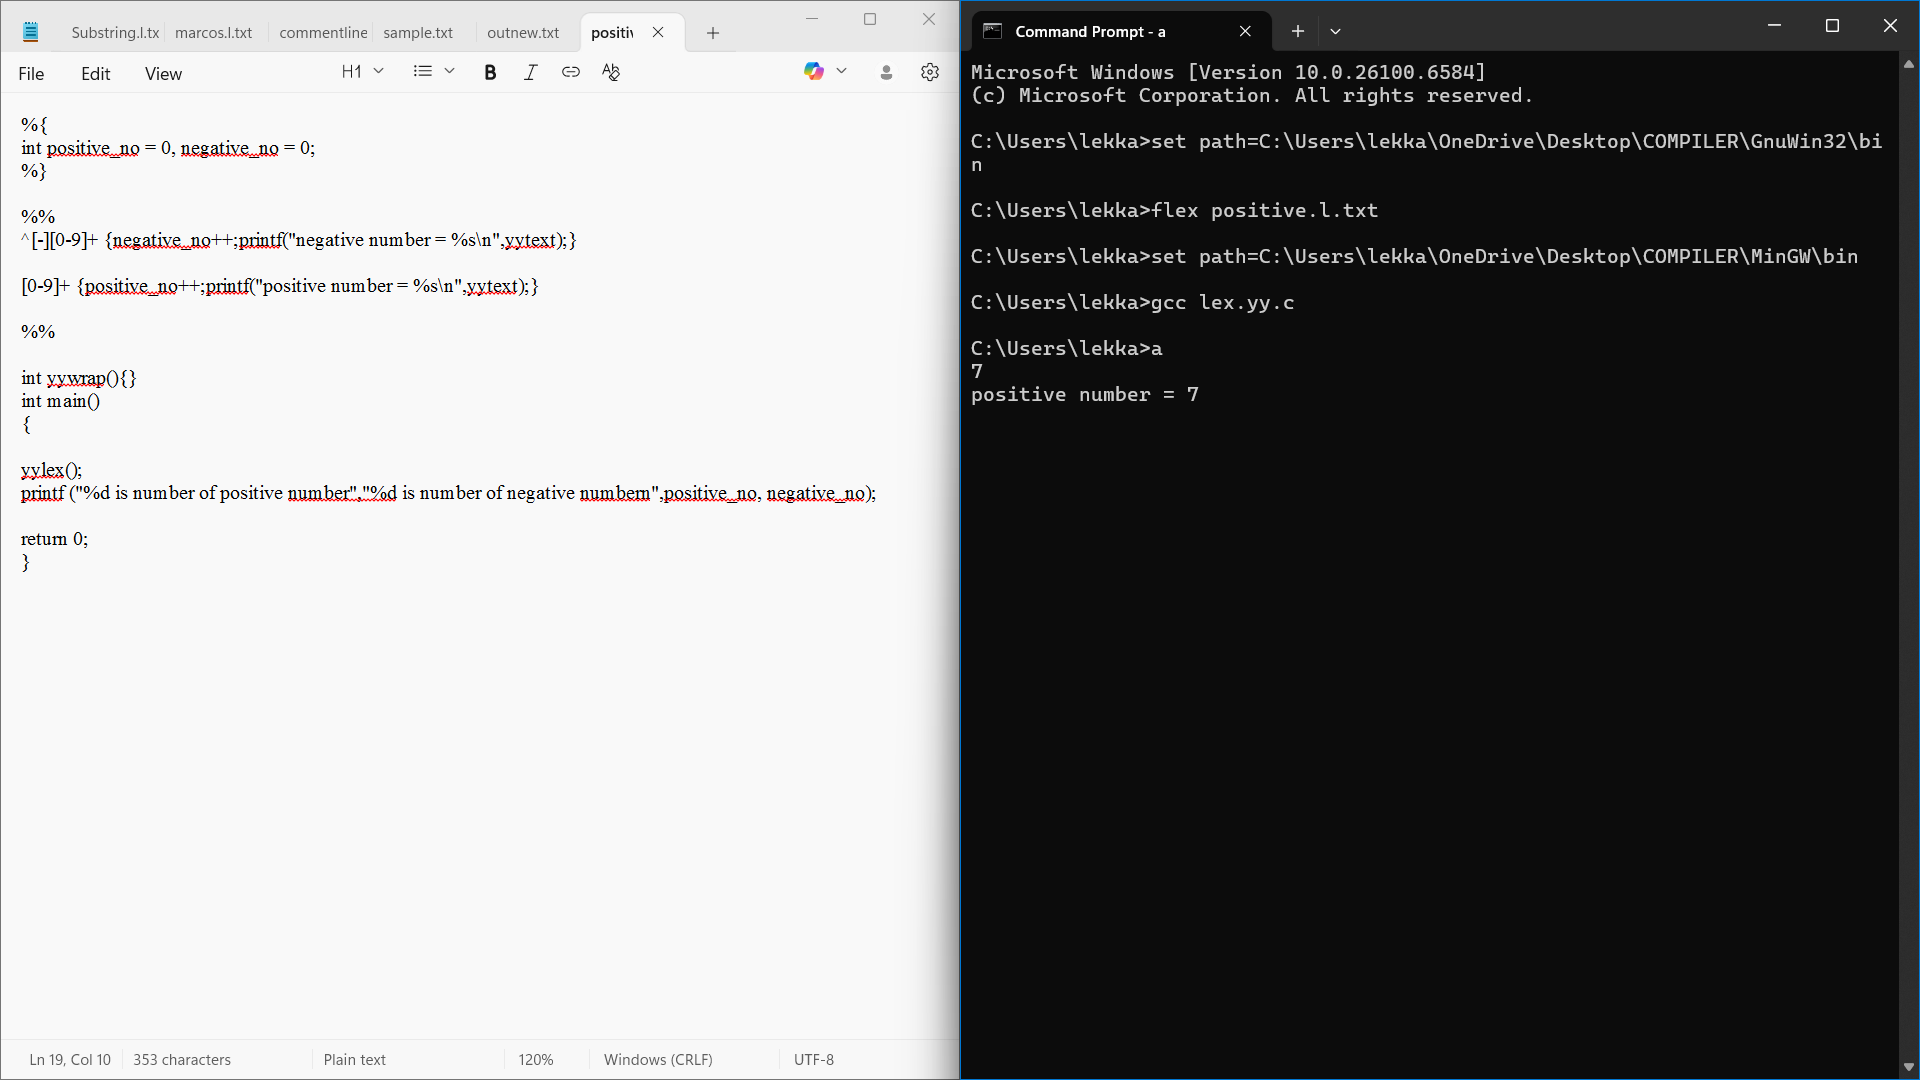 Substring.l.tx marcos.l.txt commentline sample.txt outnew.txt positiv
File Edit View H1 B I
%{
int positive_no = 0, negative_no = 0;
%}
%%
^[-][0-9]+ {negative_no++;printf("negative number = %s\n",yytext);}
[0-9]+ {positive_no++;printf("positive number = %s\n",yytext);}
%%
int yywrap(){}
int main()
{
yylex();
printf ("%d is number of positive number","%d is number of negative numbern",positive_no, negative_no);
return 0;
}
Ln 19, Col 10 353 characters Plain text 120% Windows (CRLF) UTF-8
Command Prompt - a
Microsoft Windows [Version 10.0.26100.6584]
(c) Microsoft Corporation. All rights reserved.
C:\Users\lekka>set path=C:\Users\lekka\OneDrive\Desktop\COMPILER\GnuWin32\bi
n
C:\Users\lekka>flex positive.l.txt
C:\Users\lekka>set path=C:\Users\lekka\OneDrive\Desktop\COMPILER\MinGW\bin
C:\Users\lekka>gcc lex.yy.c
C:\Users\lekka>a
7
positive number = 7